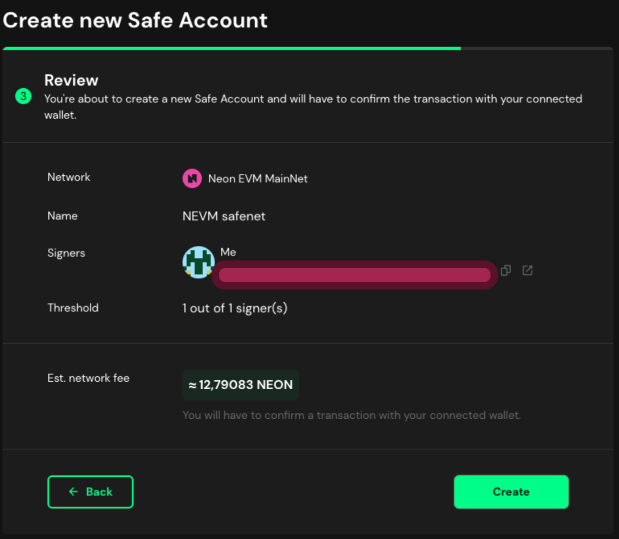 Create new Safe Account
3
Review
You're about to create a new Safe Account and will have to confirm the transaction with your connected
wallet.
Network
Neon EVM MainNet
Name
NEVM safenet
Signers
Me
Threshold
1 out of 1 signer(s)
Est. network fee
≈ 12,79083 NEON
You will have to confirm a transaction with your connected wallet.
← Back
Create